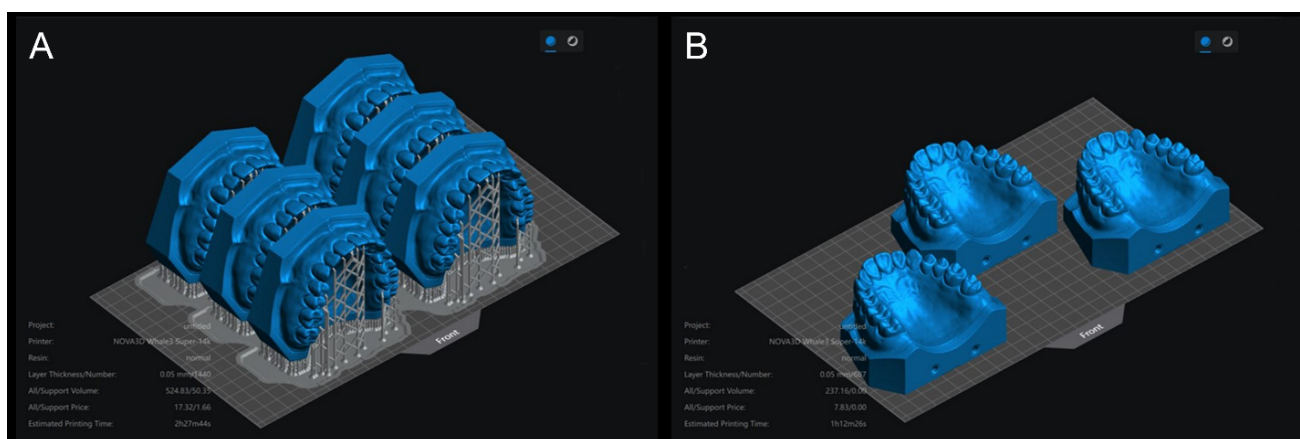 A
Front
Project: untitled
Printer: NOVA3D Whale3 Super-14k
Resin: normal
Layer Thickness/Number: 0.05 mm/1440
All/Support Volume: 524.83/50.35
All/Support Price: 17.32/1.66
Estimated Printing Time: 2h27m44s
B
Front
Project: untitled
Printer: NOVA3D Whale3 Super-14k
Resin: normal
Layer Thickness/Number: 0.05 mm/687
All/Support Volume: 237.16/0.00
All/Support Price: 7.83/0.00
Estimated Printing Time: 1h12m26s